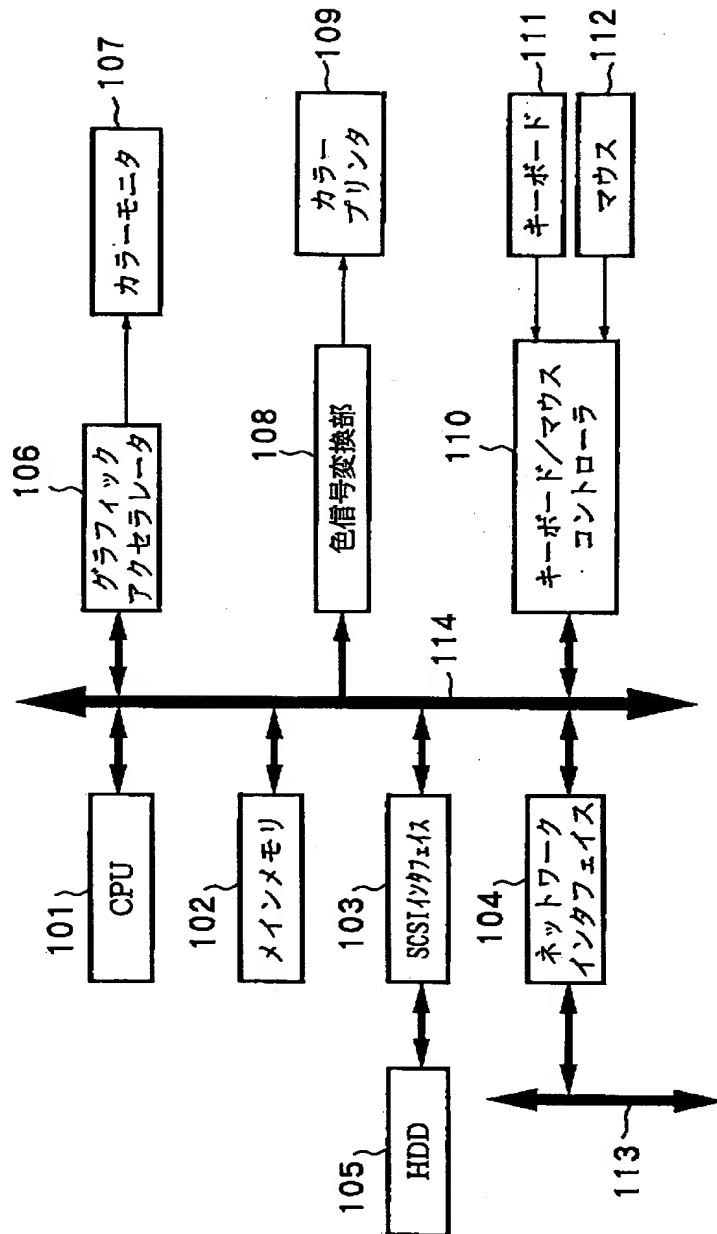 101
CPU
102
メインメモリ
103
SCSIインタフェイス
104
ネットワーク
インタフェイス
105
HDD
106
グラフィック
アクセラレータ
107
カラーモニタ
108
色信号変換部
109
カラー
プリンタ
110
キーボード/マウス
コントローラ
111
キーボード
112
マウス
113
114